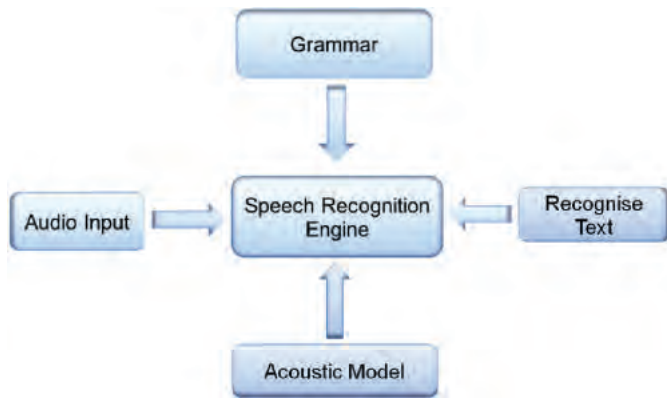 Grammar
Audio Input
Speech Recognition
Engine
Recognise
Text
Acoustic Model